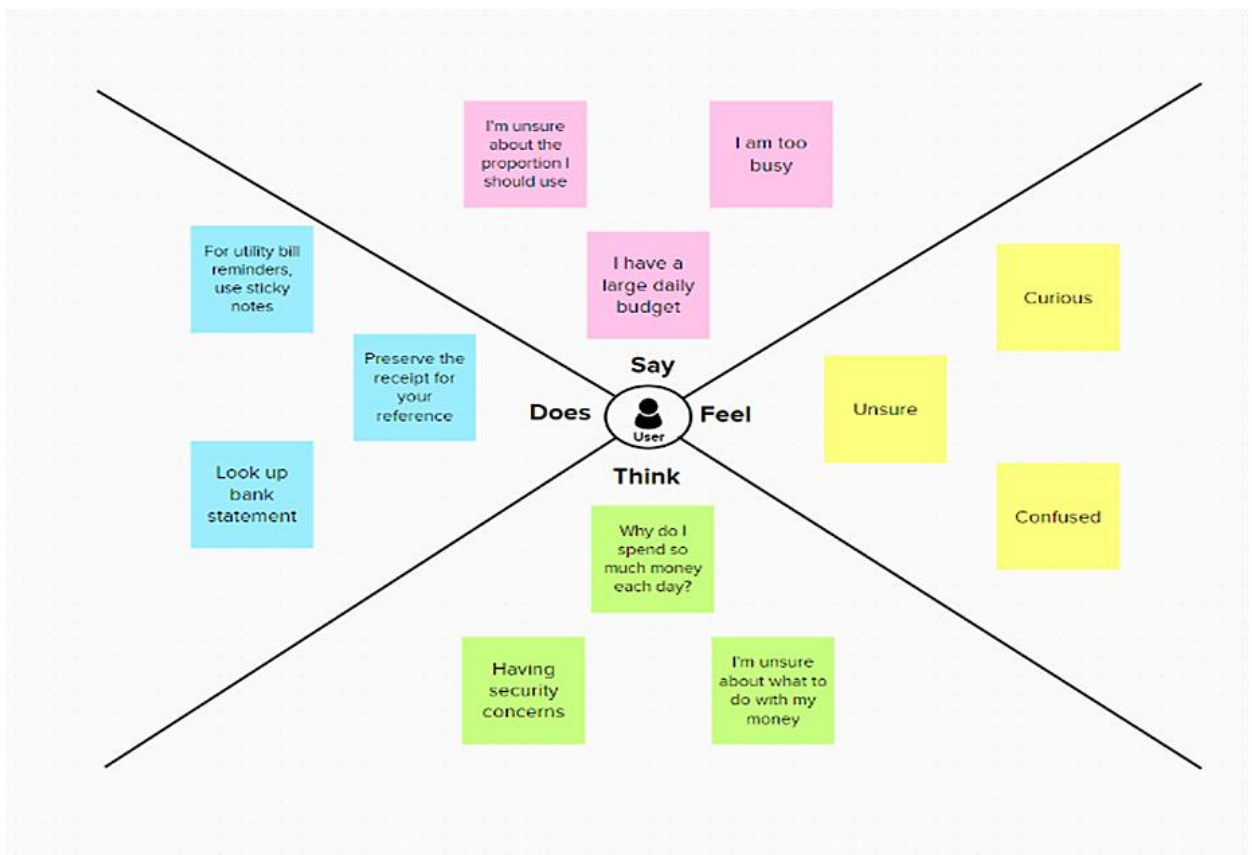 I'm unsure
about the
proportion I
should use
I am too
busy
I have a
large daily
budget
For utility bill
reminders,
use sticky
notes
Preserve the
receipt for
your
reference
Look up
bank
statement
Say
Does
Feel
User
Think
Curious
Unsure
Confused
Why do I
spend so
much money
each day?
Having
security
concerns
I'm unsure
about what to
do with my
money